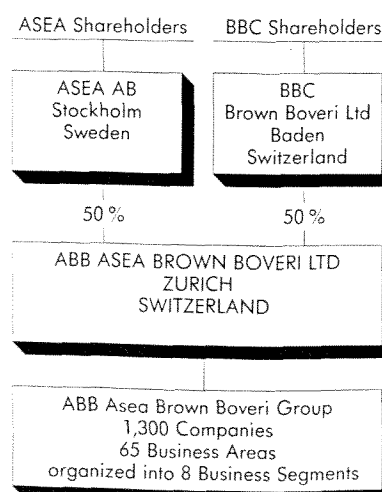 ASEA Shareholders
BBC Shareholders
ASEA AB
Stockholm
Sweden
BBC
Brown Boveri Ltd
Baden
Switzerland
50 %
50 %
ABB ASEA BROWN BOVERI LTD
ZURICH
SWITZERLAND
ABB Asea Brown Boveri Group
1,300 Companies
65 Business Areas
organized into 8 Business Segments